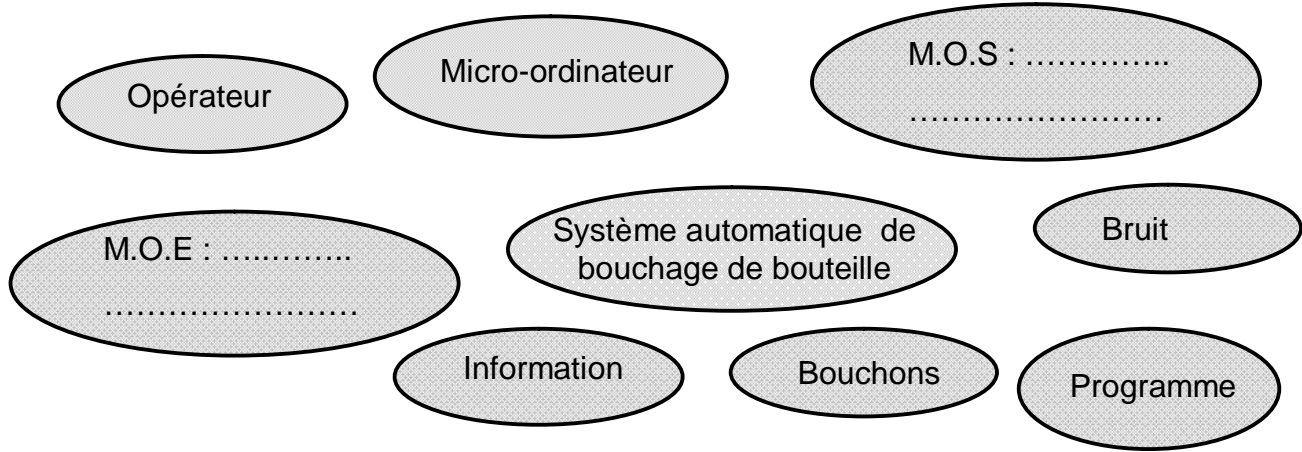 Opérateur
Micro-ordinateur
M.O.S : …………..
……………………
M.O.E : …..……..
……………………
Système automatique de
bouchage de bouteille
Bruit
Information
Bouchons
Programme